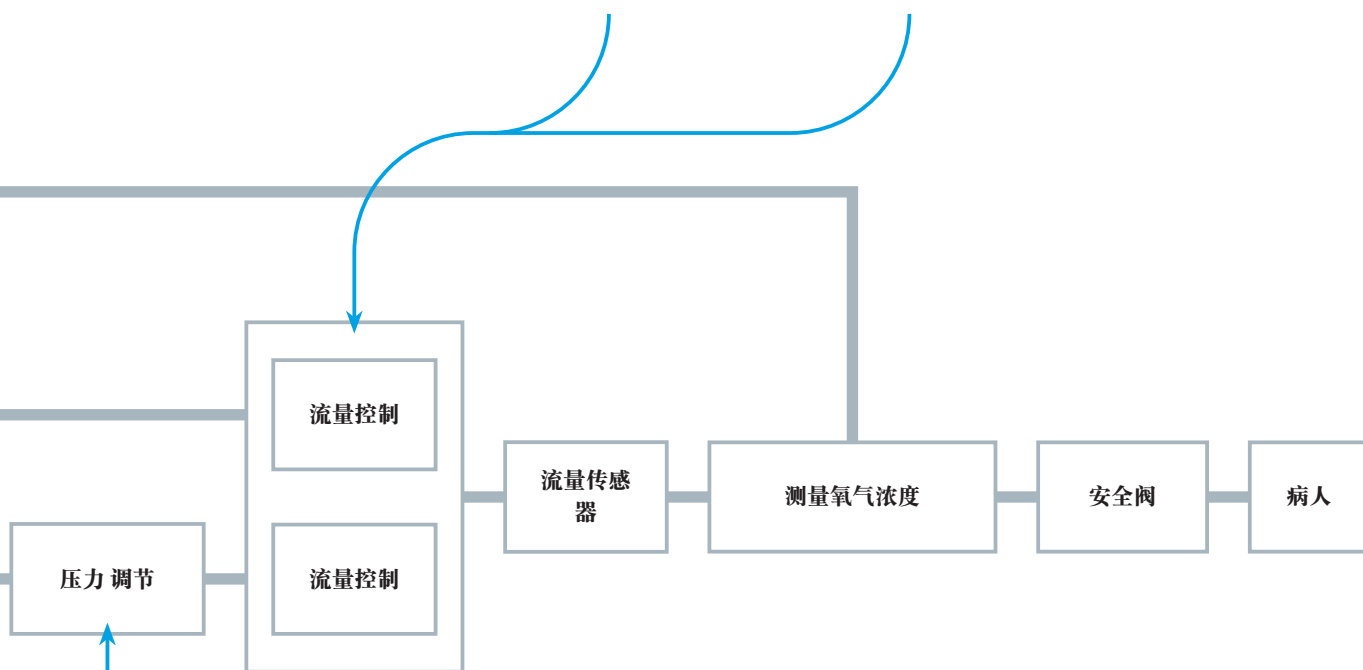 流量控制
流量传感
器
测量氧气浓度
安全阀
病人
压力 调节
流量控制